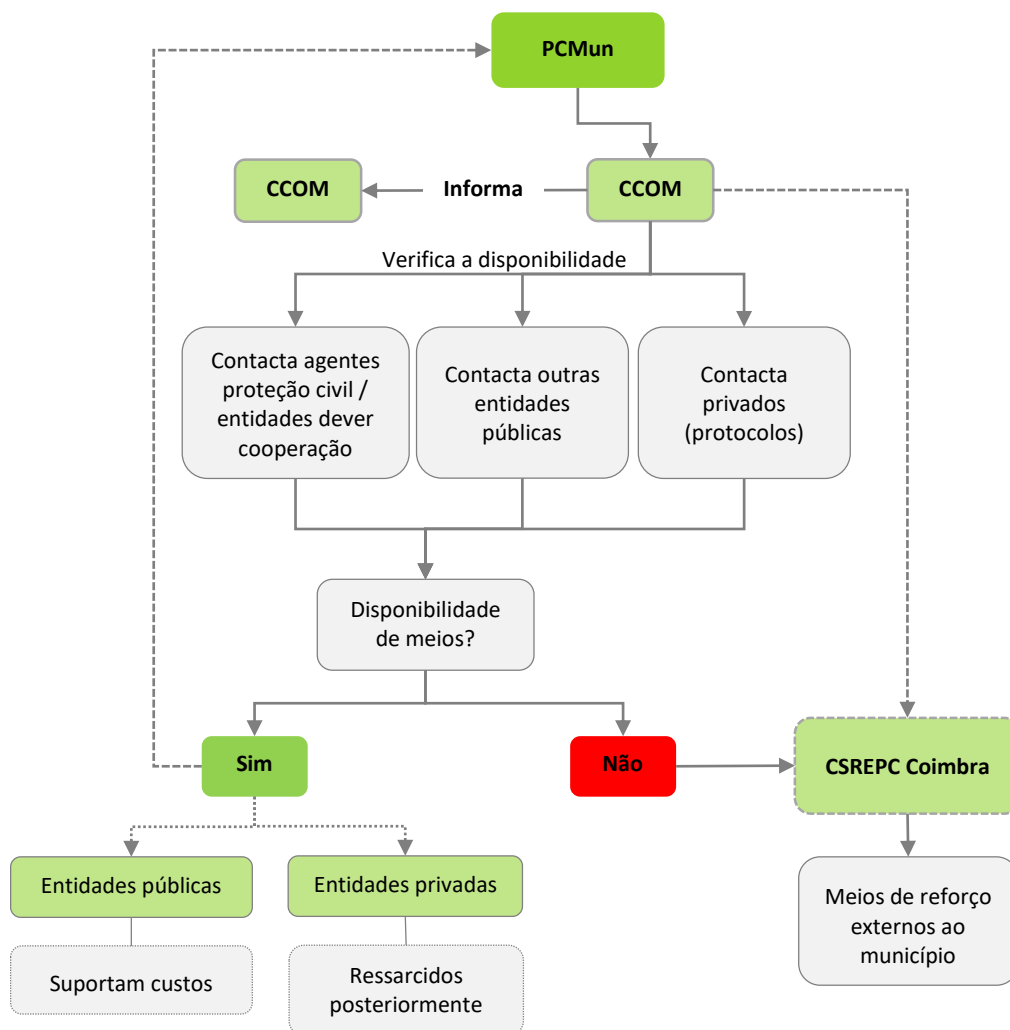 PCMun
CCOM
Informa
CCOM
Verifica a disponibilidade
Contacta agentes
proteção civil /
entidades dever
cooperação
Contacta outras
entidades
públicas
Contacta
privados
(protocolos)
Disponibilidade
de meios?
Sim
Não
CSREPC Coimbra
Entidades públicas
Entidades privadas
Meios de reforço
externos ao
município
Suportam custos
Ressarcidos
posteriormente